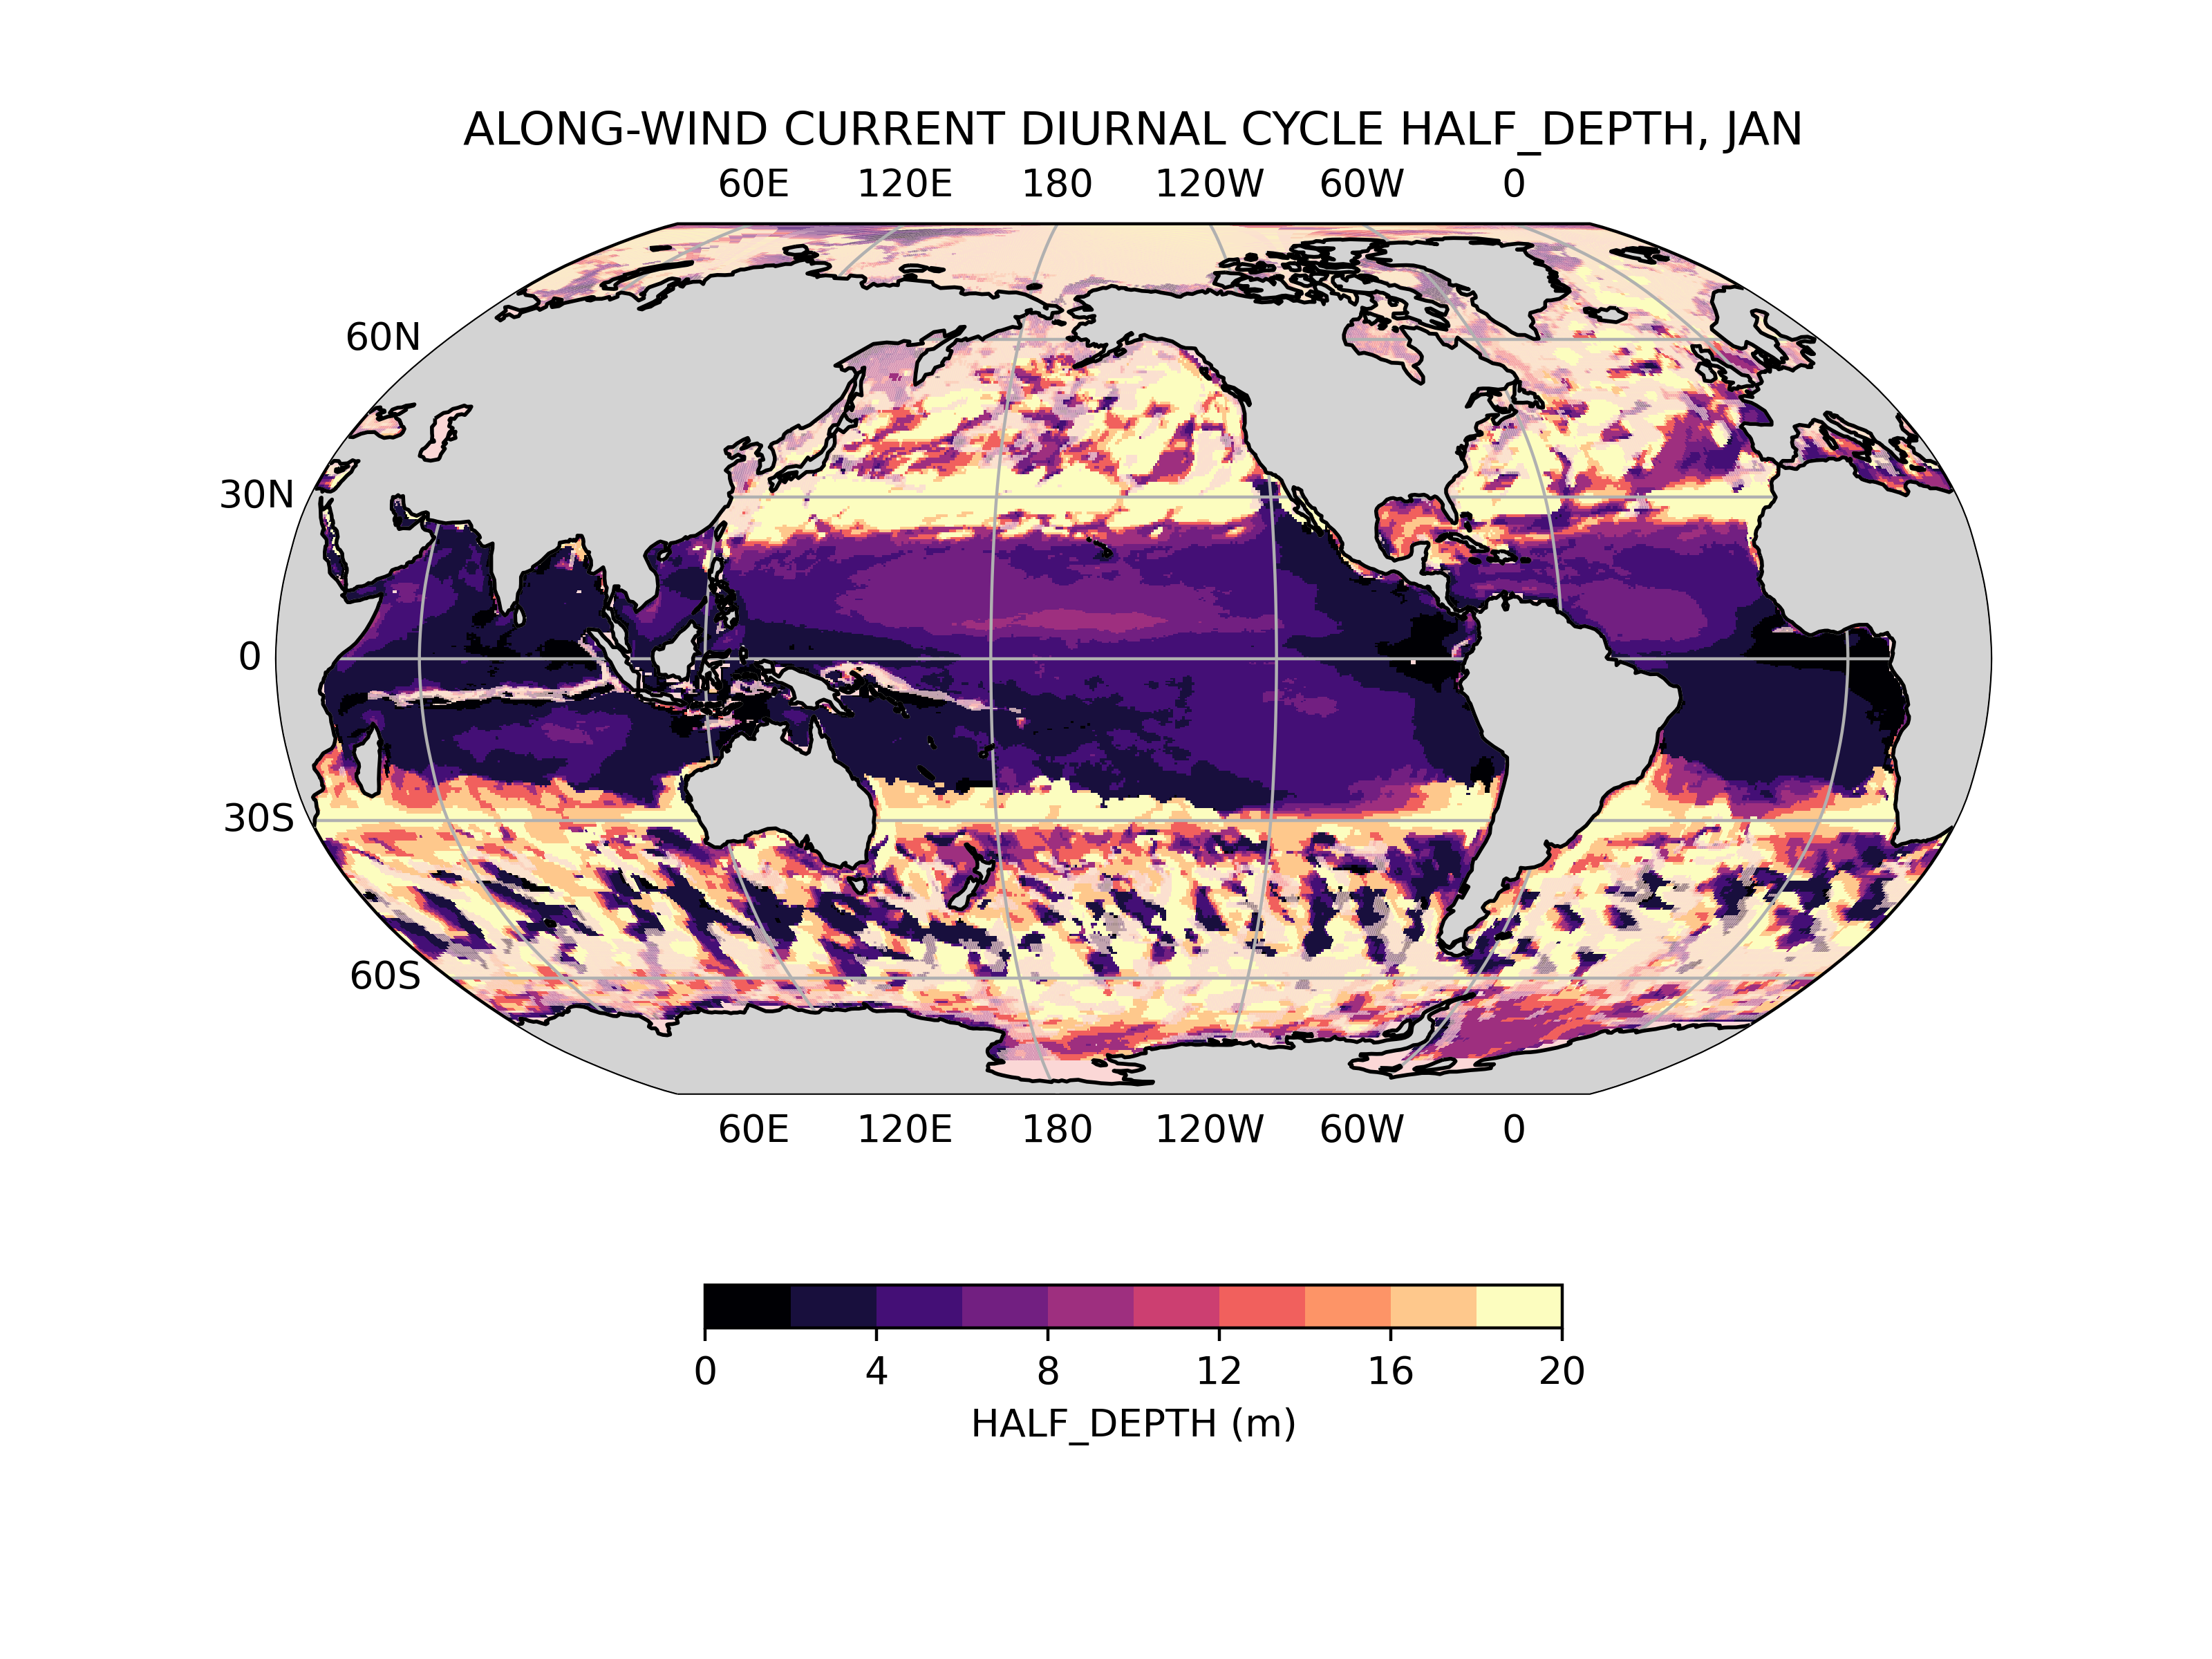 ALONG-WIND CURRENT DIURNAL CYCLE HALF_DEPTH, JAN
60E 120E 180 120W 60W 0
60N
30N
0
30S
60S
60E 120E 180 120W 60W 0
0 4 8 12 16 20
HALF_DEPTH (m)